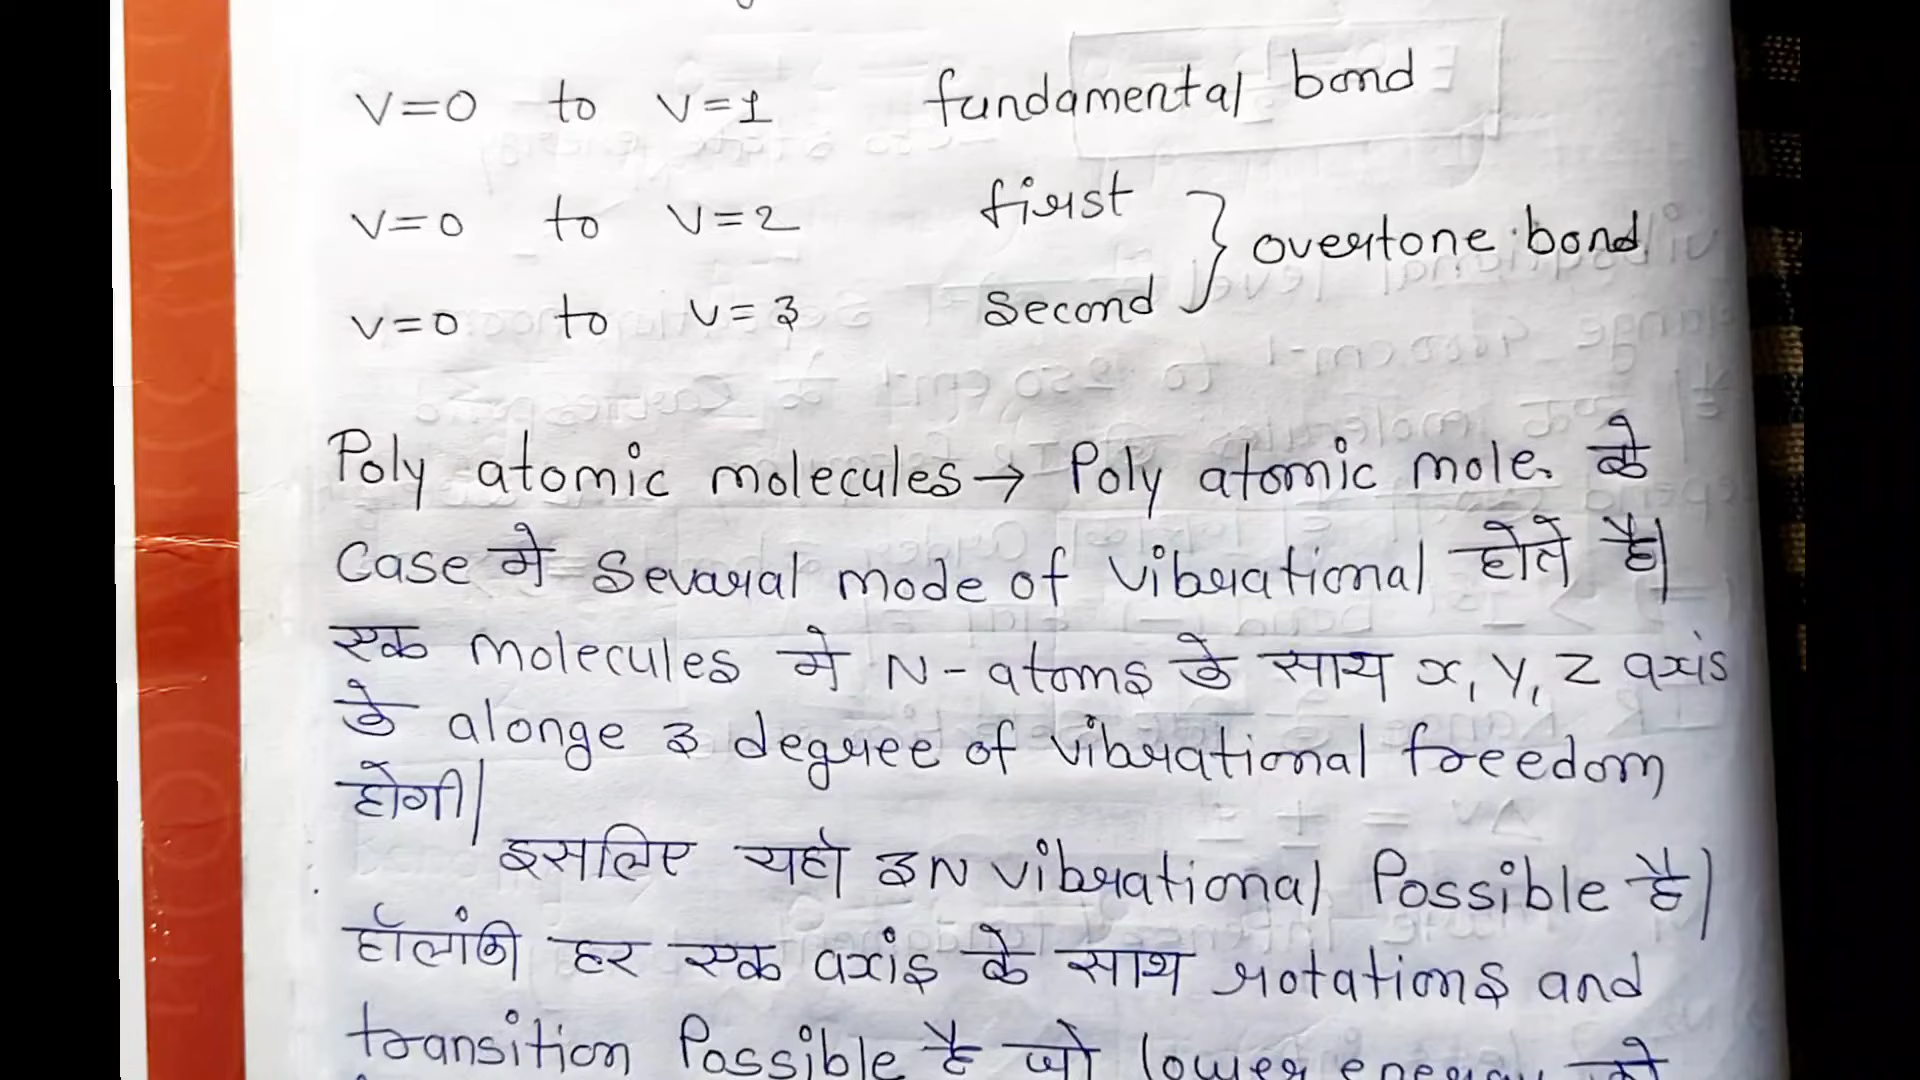 V=0 to V=1 fundamental bond
V=0 to V=2 first
overtone bond
V=0 to V=3 second
Poly atomic molecules → Poly atomic mole. के
Case मे Sevaral mode of vibrational होते है|
एक molecules मे N-atoms के साथ x, y, z axis
के alonge 3 degree of vibrational freedom
होगी|
इसलिए यहाँ 3N vibrational Possible है|
हॉलांकी हर एक axis के साथ rotations and
transition Possible है जो lower energy को